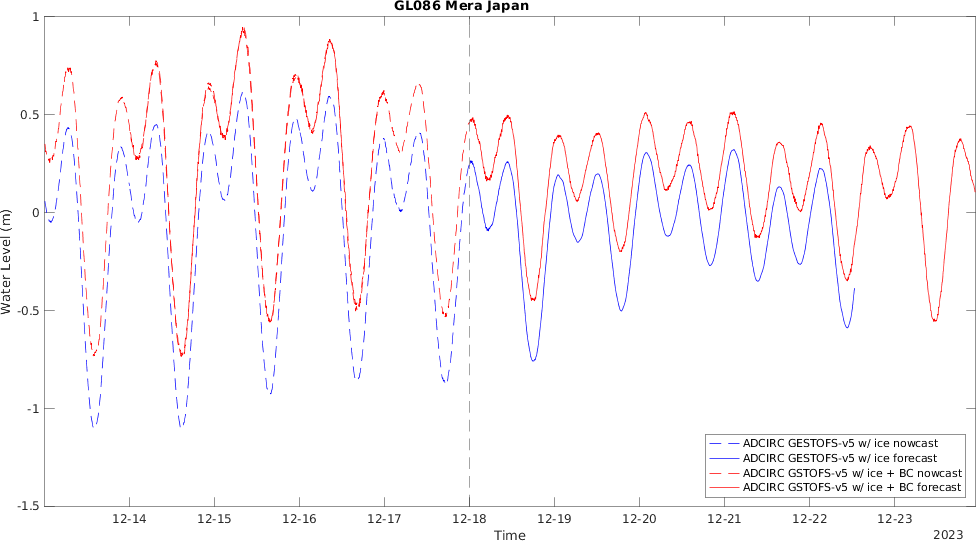 GL086 Mera Japan
1
0.5
0
-0.5
-1
-1.5
Water Level (m)
12-14
12-15
12-16
12-17
12-18
12-19
12-20
12-21
12-22
12-23
Time
2023
ADCIRC GESTOFS-v5 w/ ice nowcast
ADCIRC GESTOFS-v5 w/ ice forecast
ADCIRC GSTOFS-v5 w/ ice + BC nowcast
ADCIRC GSTOFS-v5 w/ ice + BC forecast